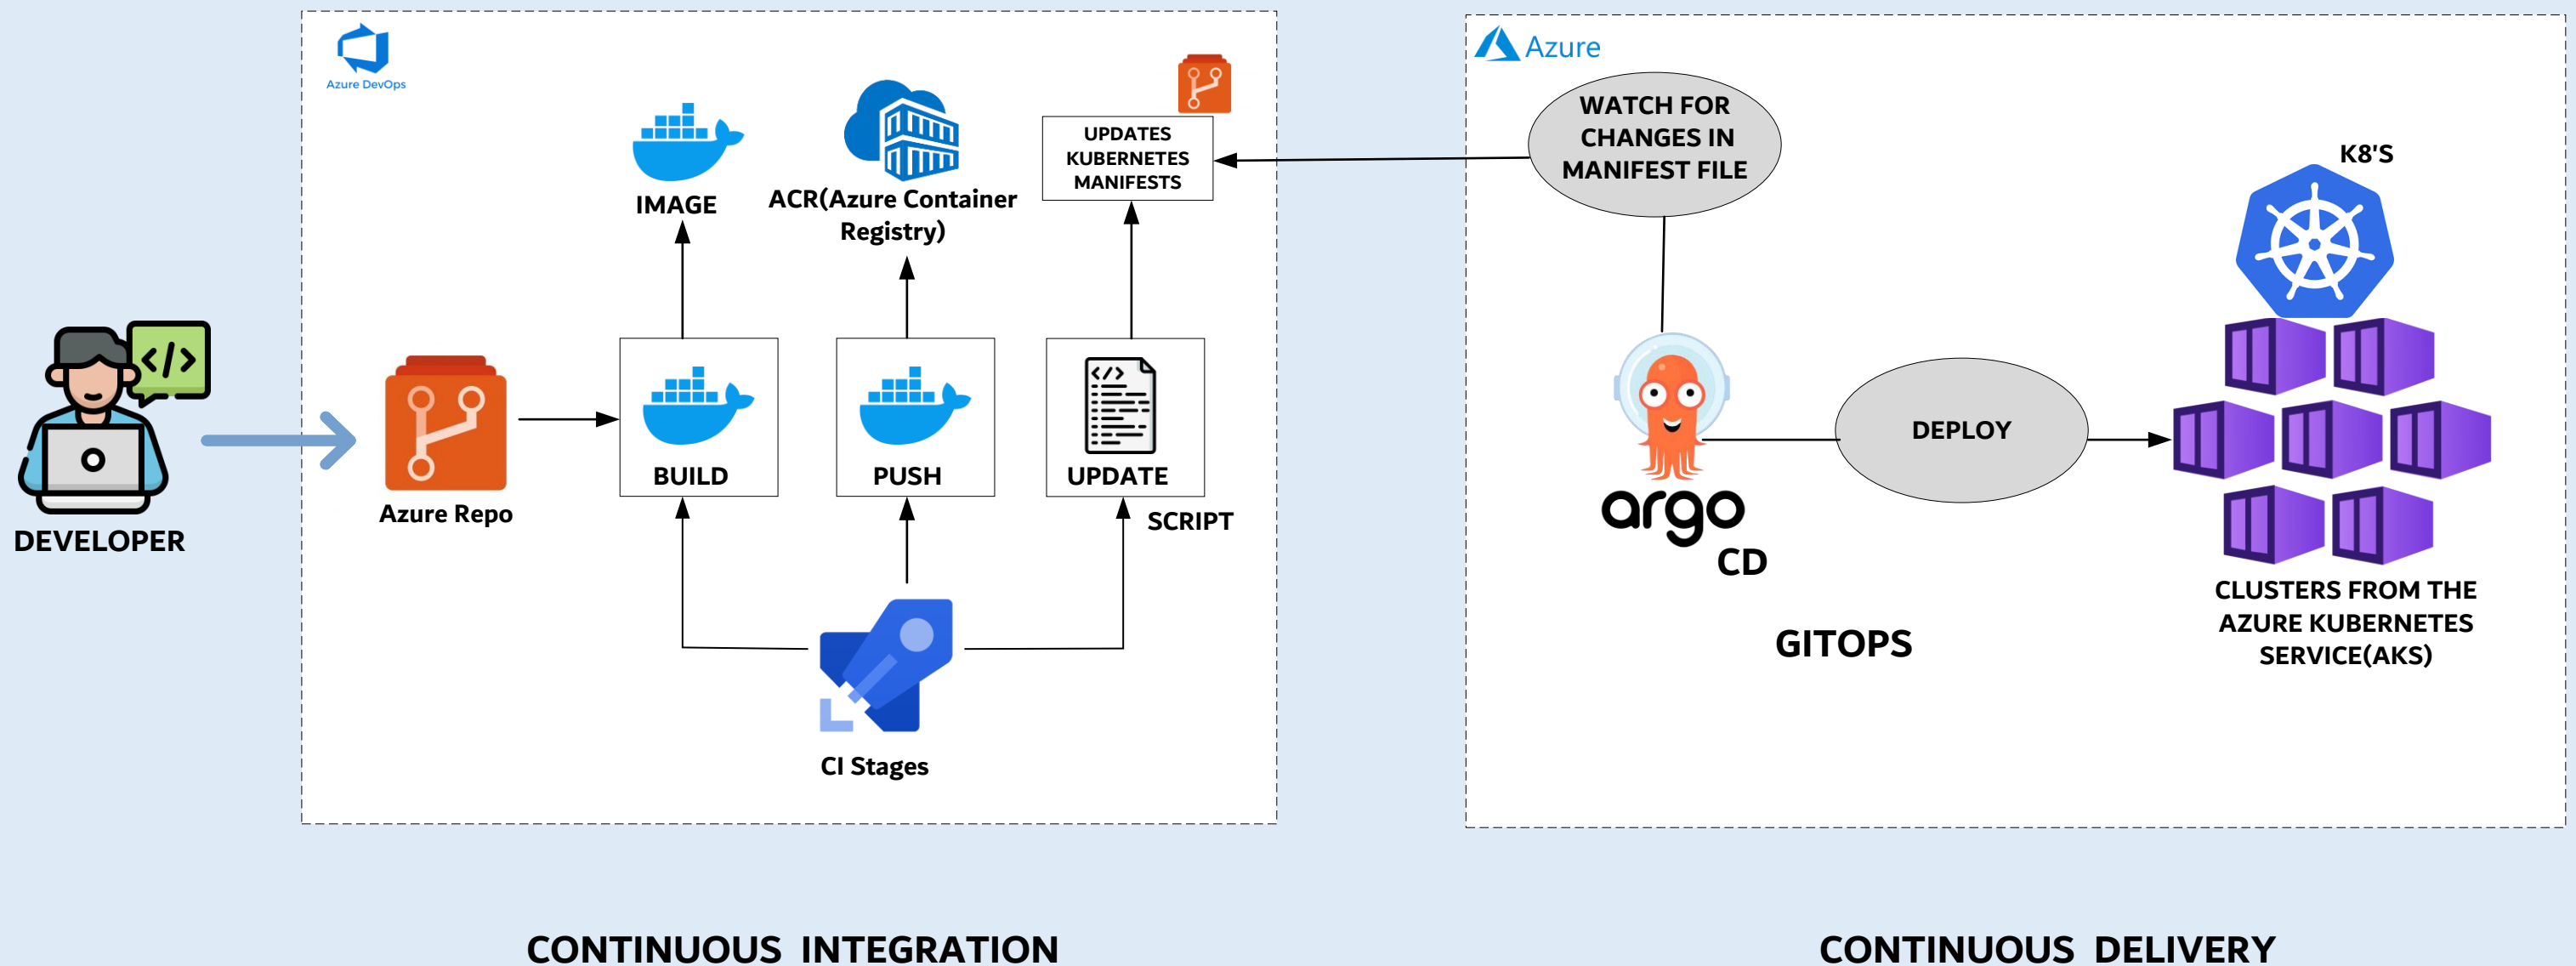 Azure DevOps
IMAGE
ACR(Azure Container
Registry)
UPDATES
KUBERNETES
MANIFESTS
DEVELOPER
</>
Azure Repo
BUILD
PUSH
</>
UPDATE
SCRIPT
CI Stages
Azure
WATCH FOR
CHANGES IN
MANIFEST FILE
argo
CD
DEPLOY
GITOPS
K8'S
CLUSTERS FROM THE
AZURE KUBERNETES
SERVICE(AKS)
CONTINUOUS INTEGRATION
CONTINUOUS DELIVERY